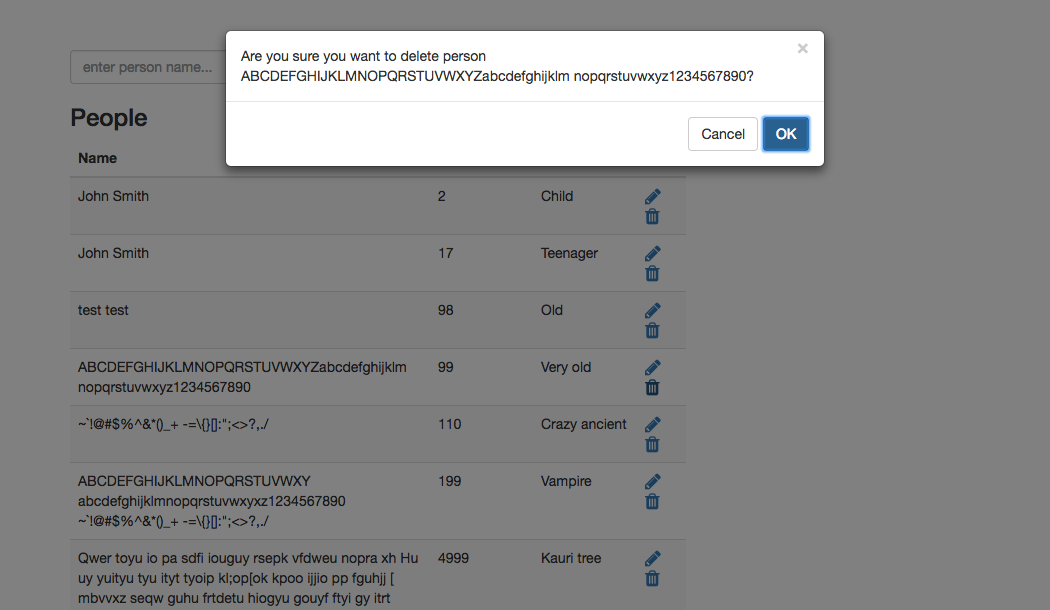 Are you sure you want to delete person
ABCDEFGHIJKLMNOPQRSTUVWXYZabcdefghijklm nopqrstuvwxyz1234567890?
×
Cancel OK
enter person name...
People
Name
John Smith 2 Child
John Smith 17 Teenager
test test 98 Old
ABCDEFGHIJKLMNOPQRSTUVWXYZabcdefghijklm 99 Very old
nopqrstuvwxyz1234567890
~`!@#$%^&*()_+ -=\{}[]:";<>?,./ 110 Crazy ancient
ABCDEFGHIJKLMNOPQRSTUVWXY 199 Vampire
abcdefghijklmnopqrstuvwxyxz1234567890
~`!@#$%^&*()_+ -=\{}[]:";<>?,./
Qwer toyu io pa sdfi iouguy rsepk vfdweu nopra xh Hu 4999 Kauri tree
uy yuityu tyu ityt tyoip kl;op[ok kpoo ijjio pp fguhjj [
mbvvxz seqw guhu frtdetu hiogyu gouyf ftyi gy itrt